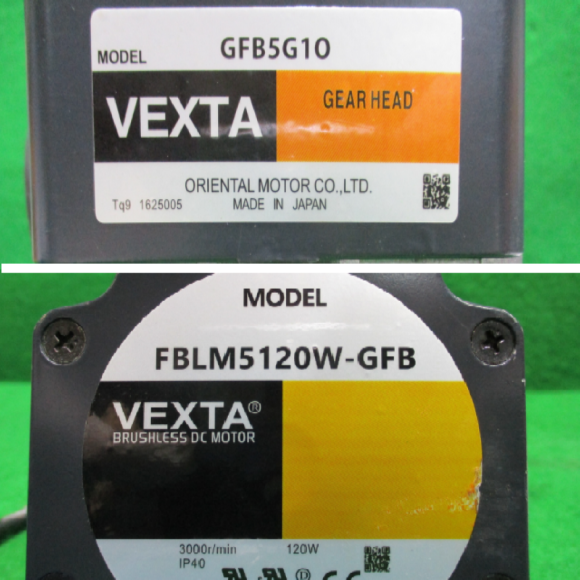 MODEL GFB5G10
VEXTA GEAR HEAD
ORIENTAL MOTOR CO.,LTD.
Tq9 1625005 MADE IN JAPAN
MODEL
FBLM5120W-GFB
VEXTA®
BRUSHLESS DC MOTOR
3000r/min 120W
IP40